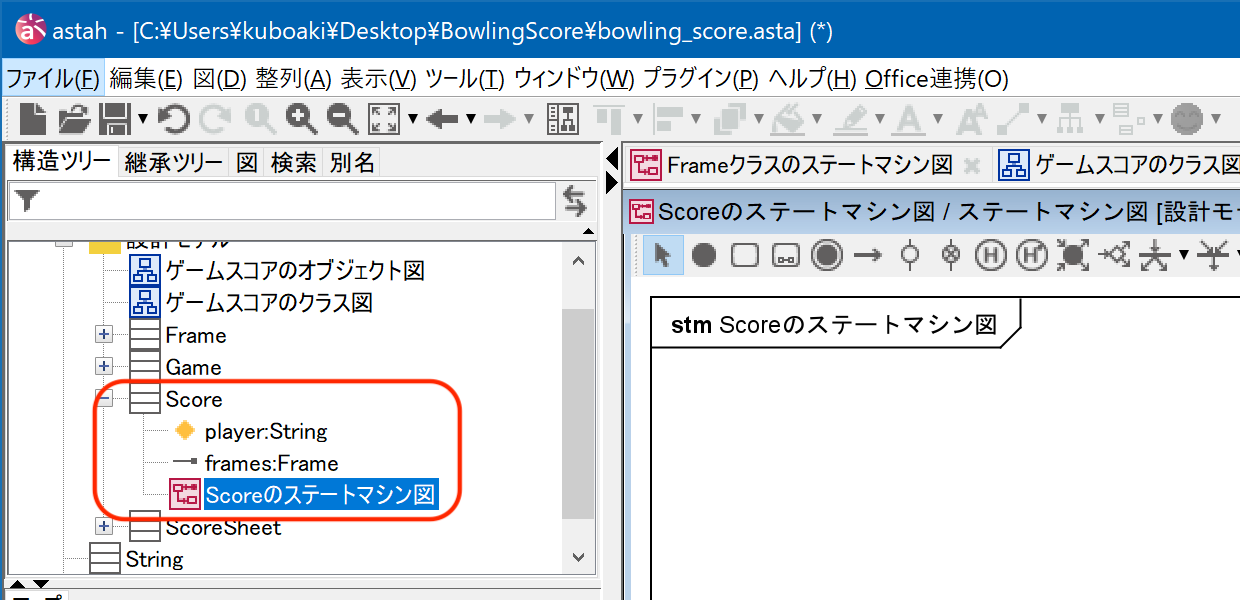 astah - [C:¥Users¥kuboaki¥Desktop¥BowlingScore¥bowling_score.asta] (*)
ファイル(F) 編集(E) 図(D) 整列(A) 表示(V) ツール(T) ウィンドウ(W) プラグイン(P) ヘルプ(H) Office連携(O)
構造ツリー 継承ツリー 図 検索 別名
Frameクラスのステートマシン図 ゲームスコアのクラス図
Scoreのステートマシン図 / ステートマシン図 [設計モデ
設計モデル
ゲームスコアのオブジェクト図
ゲームスコアのクラス図
Frame
Game
Score
player:String
frames:Frame
Scoreのステートマシン図
ScoreSheet
String
stm Scoreのステートマシン図